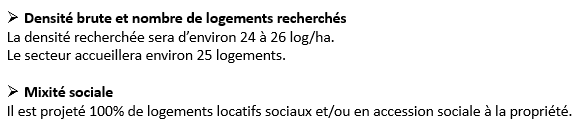 ➢ Densité brute et nombre de logements recherchés
La densité recherchée sera d’environ 24 à 26 log/ha.
Le secteur accueillera environ 25 logements.
➢ Mixité sociale
Il est projeté 100% de logements locatifs sociaux et/ou en accession sociale à la propriété.